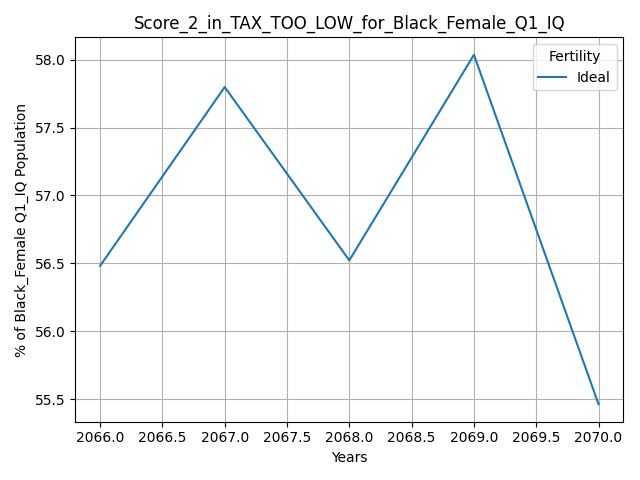 Score_2_in_TAX_TOO_LOW_for_Black_Female_Q1_IQ
Fertility
Ideal
% of Black_Female Q1_IQ Population
58.0
57.5
57.0
56.5
56.0
55.5
2066.0 2066.5 2067.0 2067.5 2068.0 2068.5 2069.0 2069.5 2070.0
Years